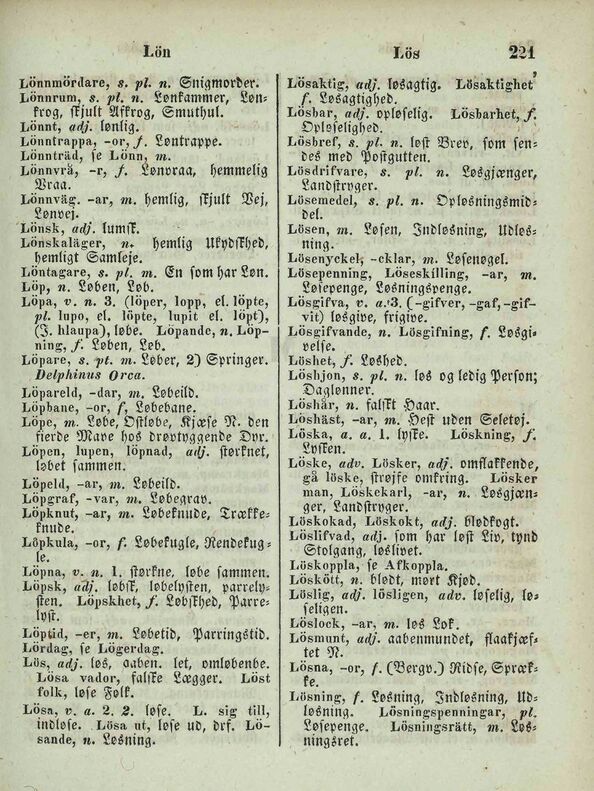 Lön
Lös
221
Lönnmördare, s. pl. n. Snigmorder.
Lönnrum, s. pl. n. Lønkammer, Løn-
krog, skjult Afkrog, Smuthul.
Lönnt, adj. lønlig.
Lönntrappa, -or, f. Løntrappe.
Lönnträd, se Lönn, m.
Lönnvrå, -r, f. Lønvraa, hemmelig
Vraa.
Lönnväg. -ar, m. hemlig, skjult Vej,
Lønvej.
Lönsk, adj. lumsk.
Lönskaläger, n. hemlig Ukydskhed,
hemligt Samleje.
Löntagare, s. pl. m. En som har Løn.
Löp, n. Løben, Løb.
Löpa, v. n. 3. (löper, lopp, el. löpte,
pl. lupo, el. löpte, lupit el. löpt),
(J. hlaupa), løbe. Löpande, n. Löp-
ning, f. Løben, Løb.
Löpare, s. pt. m. Løber, 2) Springer.
Delphinus Orca.
Löpareld, -dar, m. Løbeild.
Löpbane, -or, f, Løbebane.
Löpe, m. Løbe, Ostløbe, Kjæse N. den
fierde Mave hos drøvtyggende Dyr.
Löpen, lupen, löpnad, adj. størknet,
løbet sammen.
Löpeld, -ar, m. Løbeild.
Löpgraf, -var, m. Løbegrav.
Löpknut, -ar, m. Løbeknude, Trække-
knude.
Löpkula, -or, f. Løbekugle, Rendekug-
le.
Löpna, v. n. 1. størkne, løbe sammen.
Löpsk, adj. løbsk, løbelysten, parrely-
sten. Löpskhet, f. Løbskhed, Parre-
lyst.
Löptid, -er, m. Løbetid, Parringstid.
Lördag, se Lögerdag.
Lös, adj. løs, aaben. let, omløbenbe.
Lösa vador, falske Lægger. Löst
folk, løse Folk.
Lösa, v. a. 2. 2. løse. L. sig till,
indløse. Lösa ut, løse ud, drf. Lö-
sande, n. Løsning.
Lösaktig, adj. løsagtig. Lösaktighet,
f. Løsagtighed.
Lösbar, adj. opløselig. Lösbarhet, f.
Opløselighed.
Lösbref, s. pl. n. løst Brev, som sen-
des med Postgutten.
Lösdrifvare, s. pl. n. Løsgjænger,
Landstryger.
Lösemedel, s. pl. n. Opløsningsmid-
del.
Lösen, m. Løsen, Indløsning, Udløs-
ning.
Lösenyckel, -cklar, m. Løsenøgel.
Lösepenning, Löseskilling, -ar, m.
Løsepenge, Løsningspenge.
Lösgifva, v. a. 3. (-gifver, -gaf, -gif-
vit) løsgive, frigive.
Lösgifvande, n. Lösgifning, f. Løsgi-
velse.
Löshet, f. Løshed.
Löshjon, s. pl. n. løs og ledig Person;
Daglønner.
Löshår, n. falskt Haar.
Löshäst, -ar, m. Hest uden Seletøj.
Löska, a. a. 1. lyske. Löskning, f.
Lysken.
Löske, adv. Lösker, adj. omflakkende,
gå löske, strøjfe omkring. Lösker
man, Löskekarl, -ar, n. Løsgjæn-
ger, Landstryger.
Löskokad, Löskokt, adj. blødkogt.
Löslifvad, adj. som har løst Liv, tynd
Stolgang, løslivet.
Löskoppla, se Afkoppla.
Löskött, n. blødt, mørt Kjød.
Löslig, adj. lösligen, adv. løselig, lø-
seligen.
Löslock, -ar, m. løs Lok.
Lösmunt, adj. aabenmundet, slaakjæf-
tet N.
Lösna, -or, f. (Bergv.) Ridse, Spræk-
ke.
Lösning, f. Løsning, Indløsning, Ud-
løsning. Lösningspenningar, pl.
Løsepenge. Lösningsrätt, m. Løs-
ningsret.